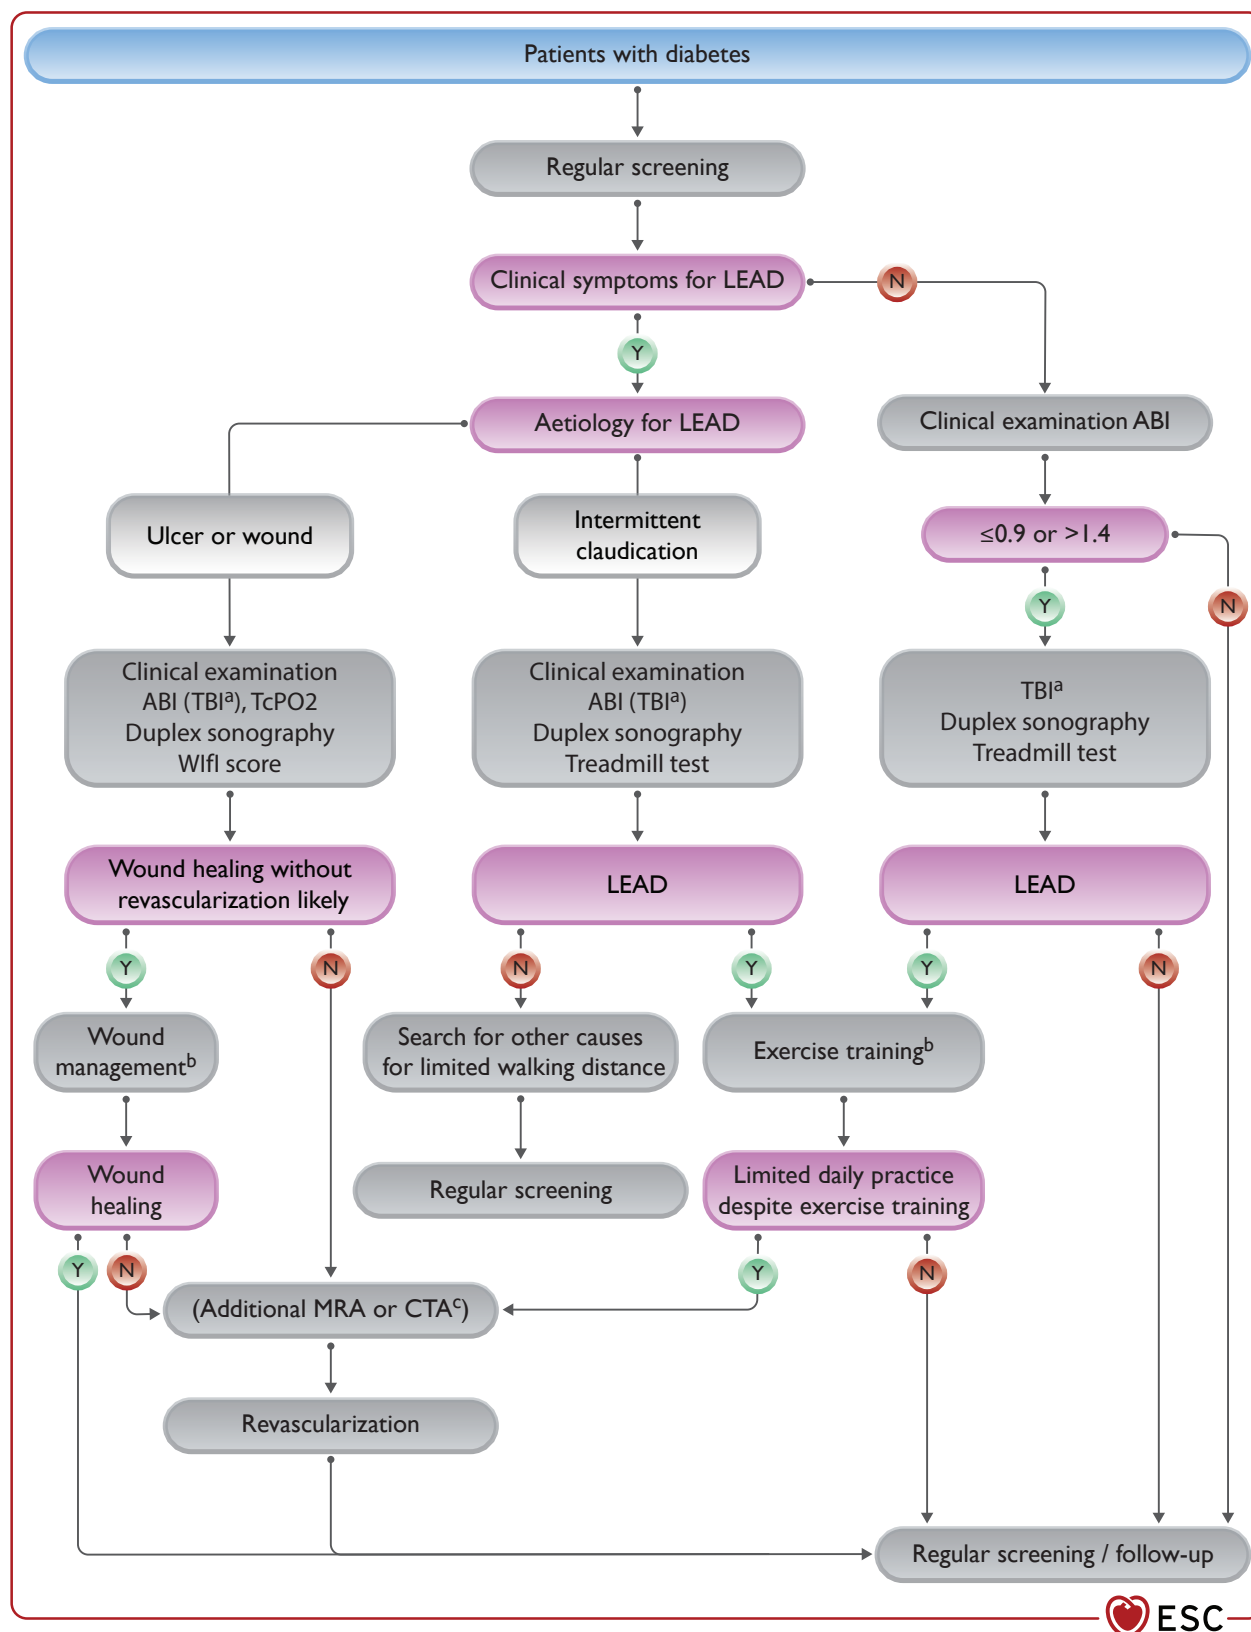 Patients with diabetes
Regular screening
Clinical symptoms for LEAD
N
Y
Aetiology for LEAD
Clinical examination ABI
Ulcer or wound
Intermittent
claudication
≤0.9 or >1.4
Y
N
Clinical examination
ABI (TBIᵃ), TcPO2
Duplex sonography
WIfI score
Clinical examination
ABI (TBIᵃ)
Duplex sonography
Treadmill test
TBIᵃ
Duplex sonography
Treadmill test
Wound healing without
revascularization likely
LEAD
LEAD
Y
N
N
Y
Y
N
Wound
managementᵇ
Search for other causes
for limited walking distance
Exercise trainingᵇ
Wound
healing
Regular screening
Limited daily practice
despite exercise training
Y
N
Y
N
(Additional MRA or CTAᶜ)
Revascularization
Regular screening / follow-up
ESC